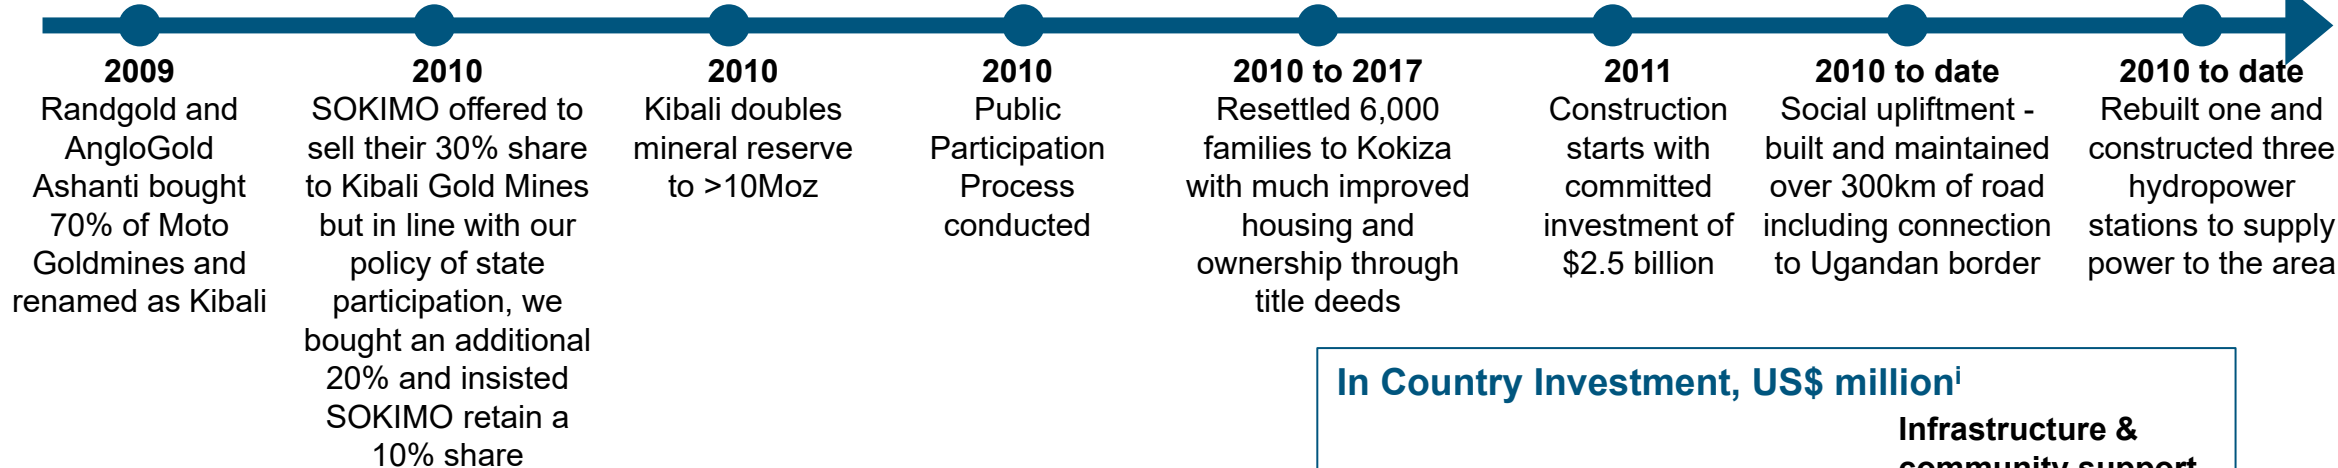 2009
Randgold and
AngloGold
Ashanti bought
70% of Moto
Goldmines and
renamed as Kibali
2010
SOKIMO offered to
sell their 30% share
to Kibali Gold Mines
but in line with our
policy of state
participation, we
bought an additional
20% and insisted
SOKIMO retain a
10% share
2010
Kibali doubles
mineral reserve
to >10Moz
2010
Public
Participation
Process
conducted
2010 to 2017
Resettled 6,000
families to Kokiza
with much improved
housing and
ownership through
title deeds
2011
Construction
starts with
committed
investment of
$2.5 billion
2010 to date
Social upliftment -
built and maintained
over 300km of road
including connection
to Ugandan border
2010 to date
Rebuilt one and
constructed three
hydropower
stations to supply
power to the area
In Country Investment, US$ millionⁱ
Infrastructure &
community support